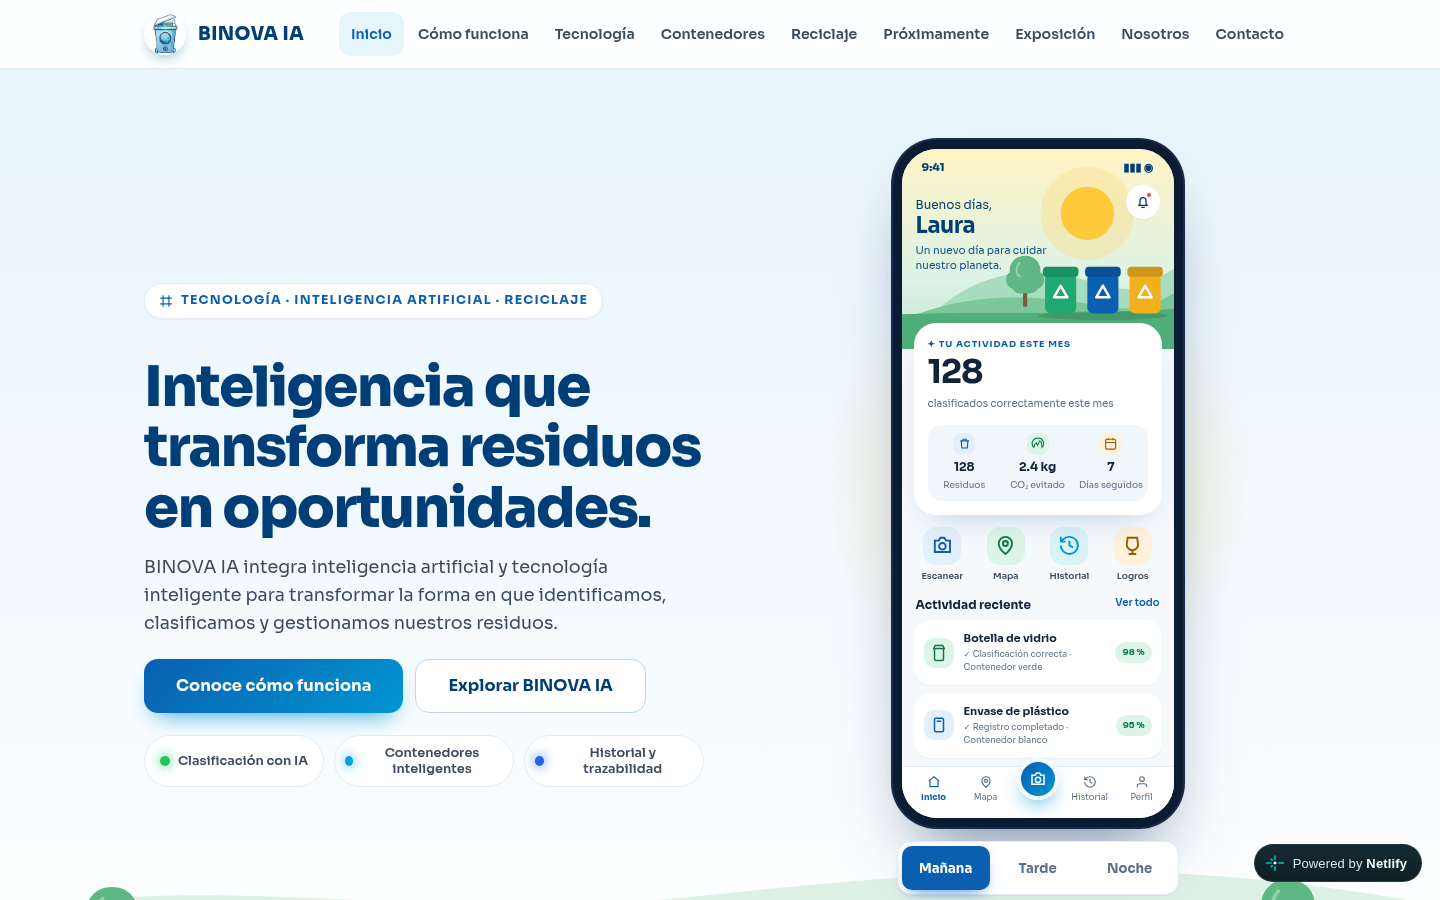 BINOVA IA
Inicio
Cómo funciona
Tecnología
Contenedores
Reciclaje
Próximamente
Exposición
Nosotros
Contacto
TECNOLOGÍA · INTELIGENCIA ARTIFICIAL · RECICLAJE
Inteligencia que
transforma residuos
en oportunidades.
BINOVA IA integra inteligencia artificial y tecnología
inteligente para transformar la forma en que identificamos,
clasificamos y gestionamos nuestros residuos.
Conoce cómo funciona
Explorar BINOVA IA
Clasificación con IA
Contenedores
inteligentes
Historial y
trazabilidad
9:41
Buenos días,
Laura
Un nuevo día para cuidar
nuestro planeta.
TU ACTIVIDAD ESTE MES
128
clasificados correctamente este mes
128
Residuos
2.4 kg
CO₂ evitado
7
Días seguidos
Escanear
Mapa
Historial
Logros
Actividad reciente
Ver todo
Botella de vidrio
✓ Clasificación correcta ·
Contenedor verde
98 %
Envase de plástico
✓ Registro completado ·
Contenedor blanco
95 %
Inicio
Mapa
Historial
Perfil
Mañana
Tarde
Noche
Powered by Netlify